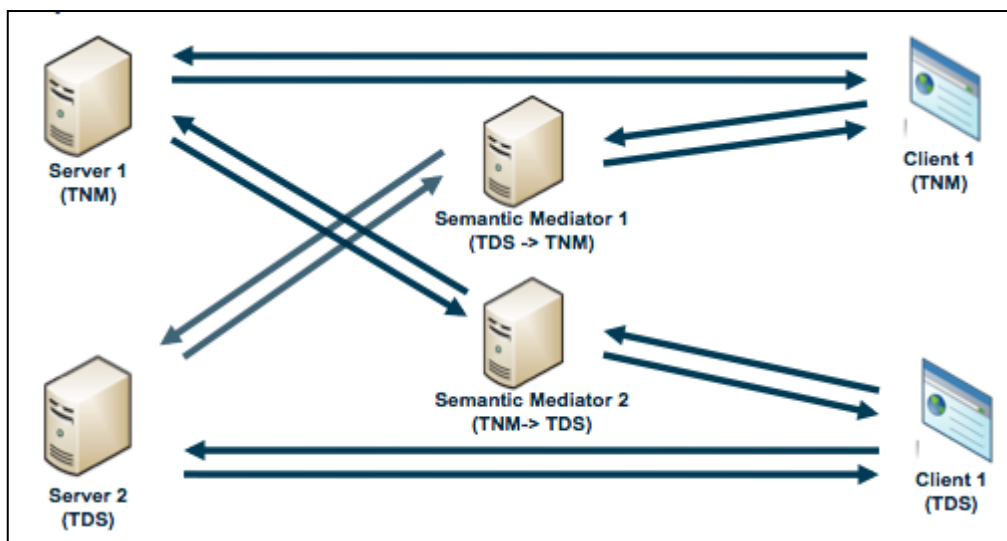 Server 1
(TNM)
Client 1
(TNM)
Semantic Mediator 1
(TDS -> TNM)
Semantic Mediator 2
(TNM-> TDS)
Server 2
(TDS)
Client 1
(TDS)